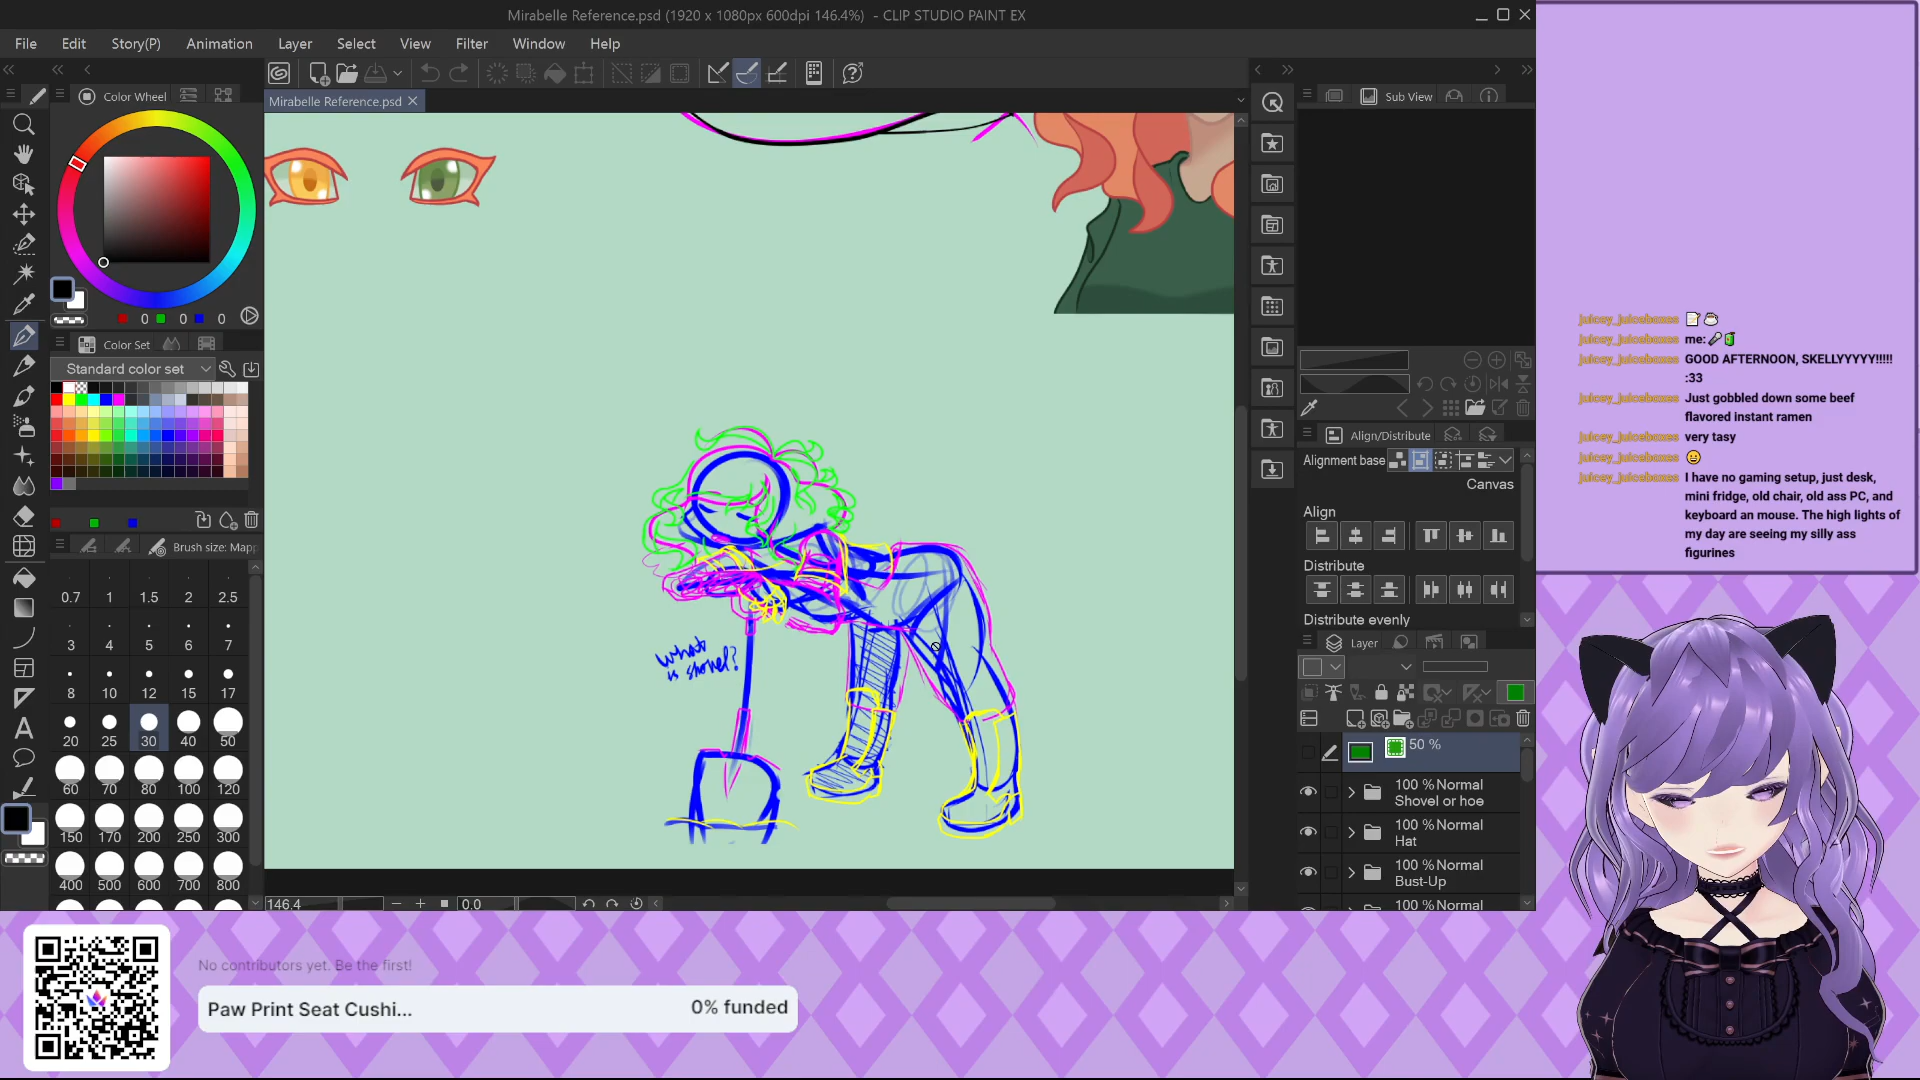 Mirabelle Reference.psd (1920 x 1080px 600dpi 146.4%) - CLIP STUDIO PAINT EX
File Edit Story(P) Animation Layer Select View Filter Window Help
Mirabelle Reference.psd
Color Wheel
0 0 0
Color Set
Standard color set
Brush size: Mapp
0.7 1 1.5 2 2.5
3 4 5 6 7
8 10 12 15 17
20 25 30 40 50
60 70 80 100 120
150 170 200 250 300
400 500 600 700 800
what
is shovel?
146.4 0.0
Sub View
Align/Distribute
Alignment base
Canvas
Align
Distribute
Distribute evenly
Layer
50 %
100 % Normal
Shovel or hoe
100 % Normal
Hat
100 % Normal
Bust-Up
100 % Normal
juicey_juiceboxes
juicey_juiceboxes me:
juicey_juiceboxes GOOD AFTERNOON, SKELLYYYYY!!!!!
:33
juicey_juiceboxes Just gobbled down some beef
flavored instant ramen
juicey_juiceboxes very tasy
juicey_juiceboxes
juicey_juiceboxes I have no gaming setup, just desk,
mini fridge, old chair, old ass PC, and
keyboard an mouse. The high lights of
my day are seeing my silly ass
figurines
No contributors yet. Be the first!
Paw Print Seat Cushi... 0% funded